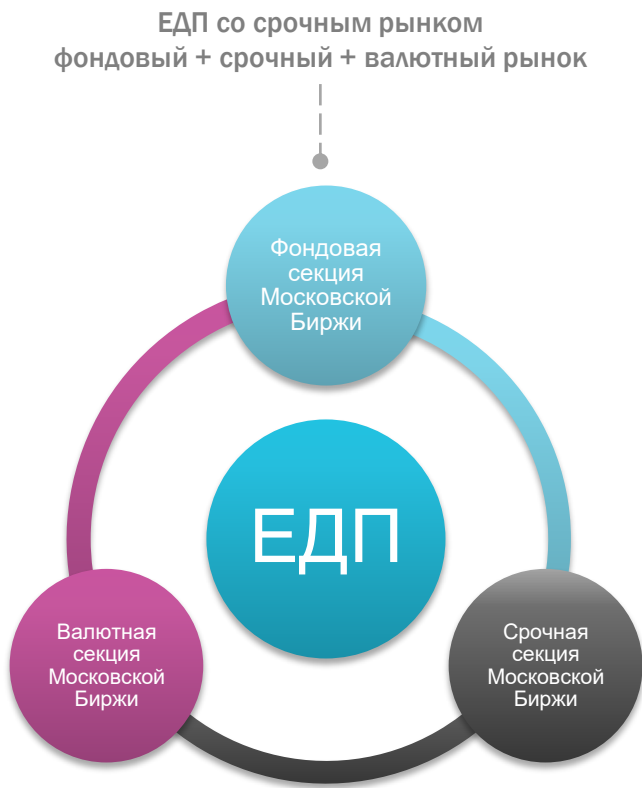 ЕДП со срочным рынком
фондовый + срочный + валютный рынок
Фондовая
секция
Московской
Биржи
ЕДП
Валютная
секция
Московской
Биржи
Срочная
секция
Московской
Биржи